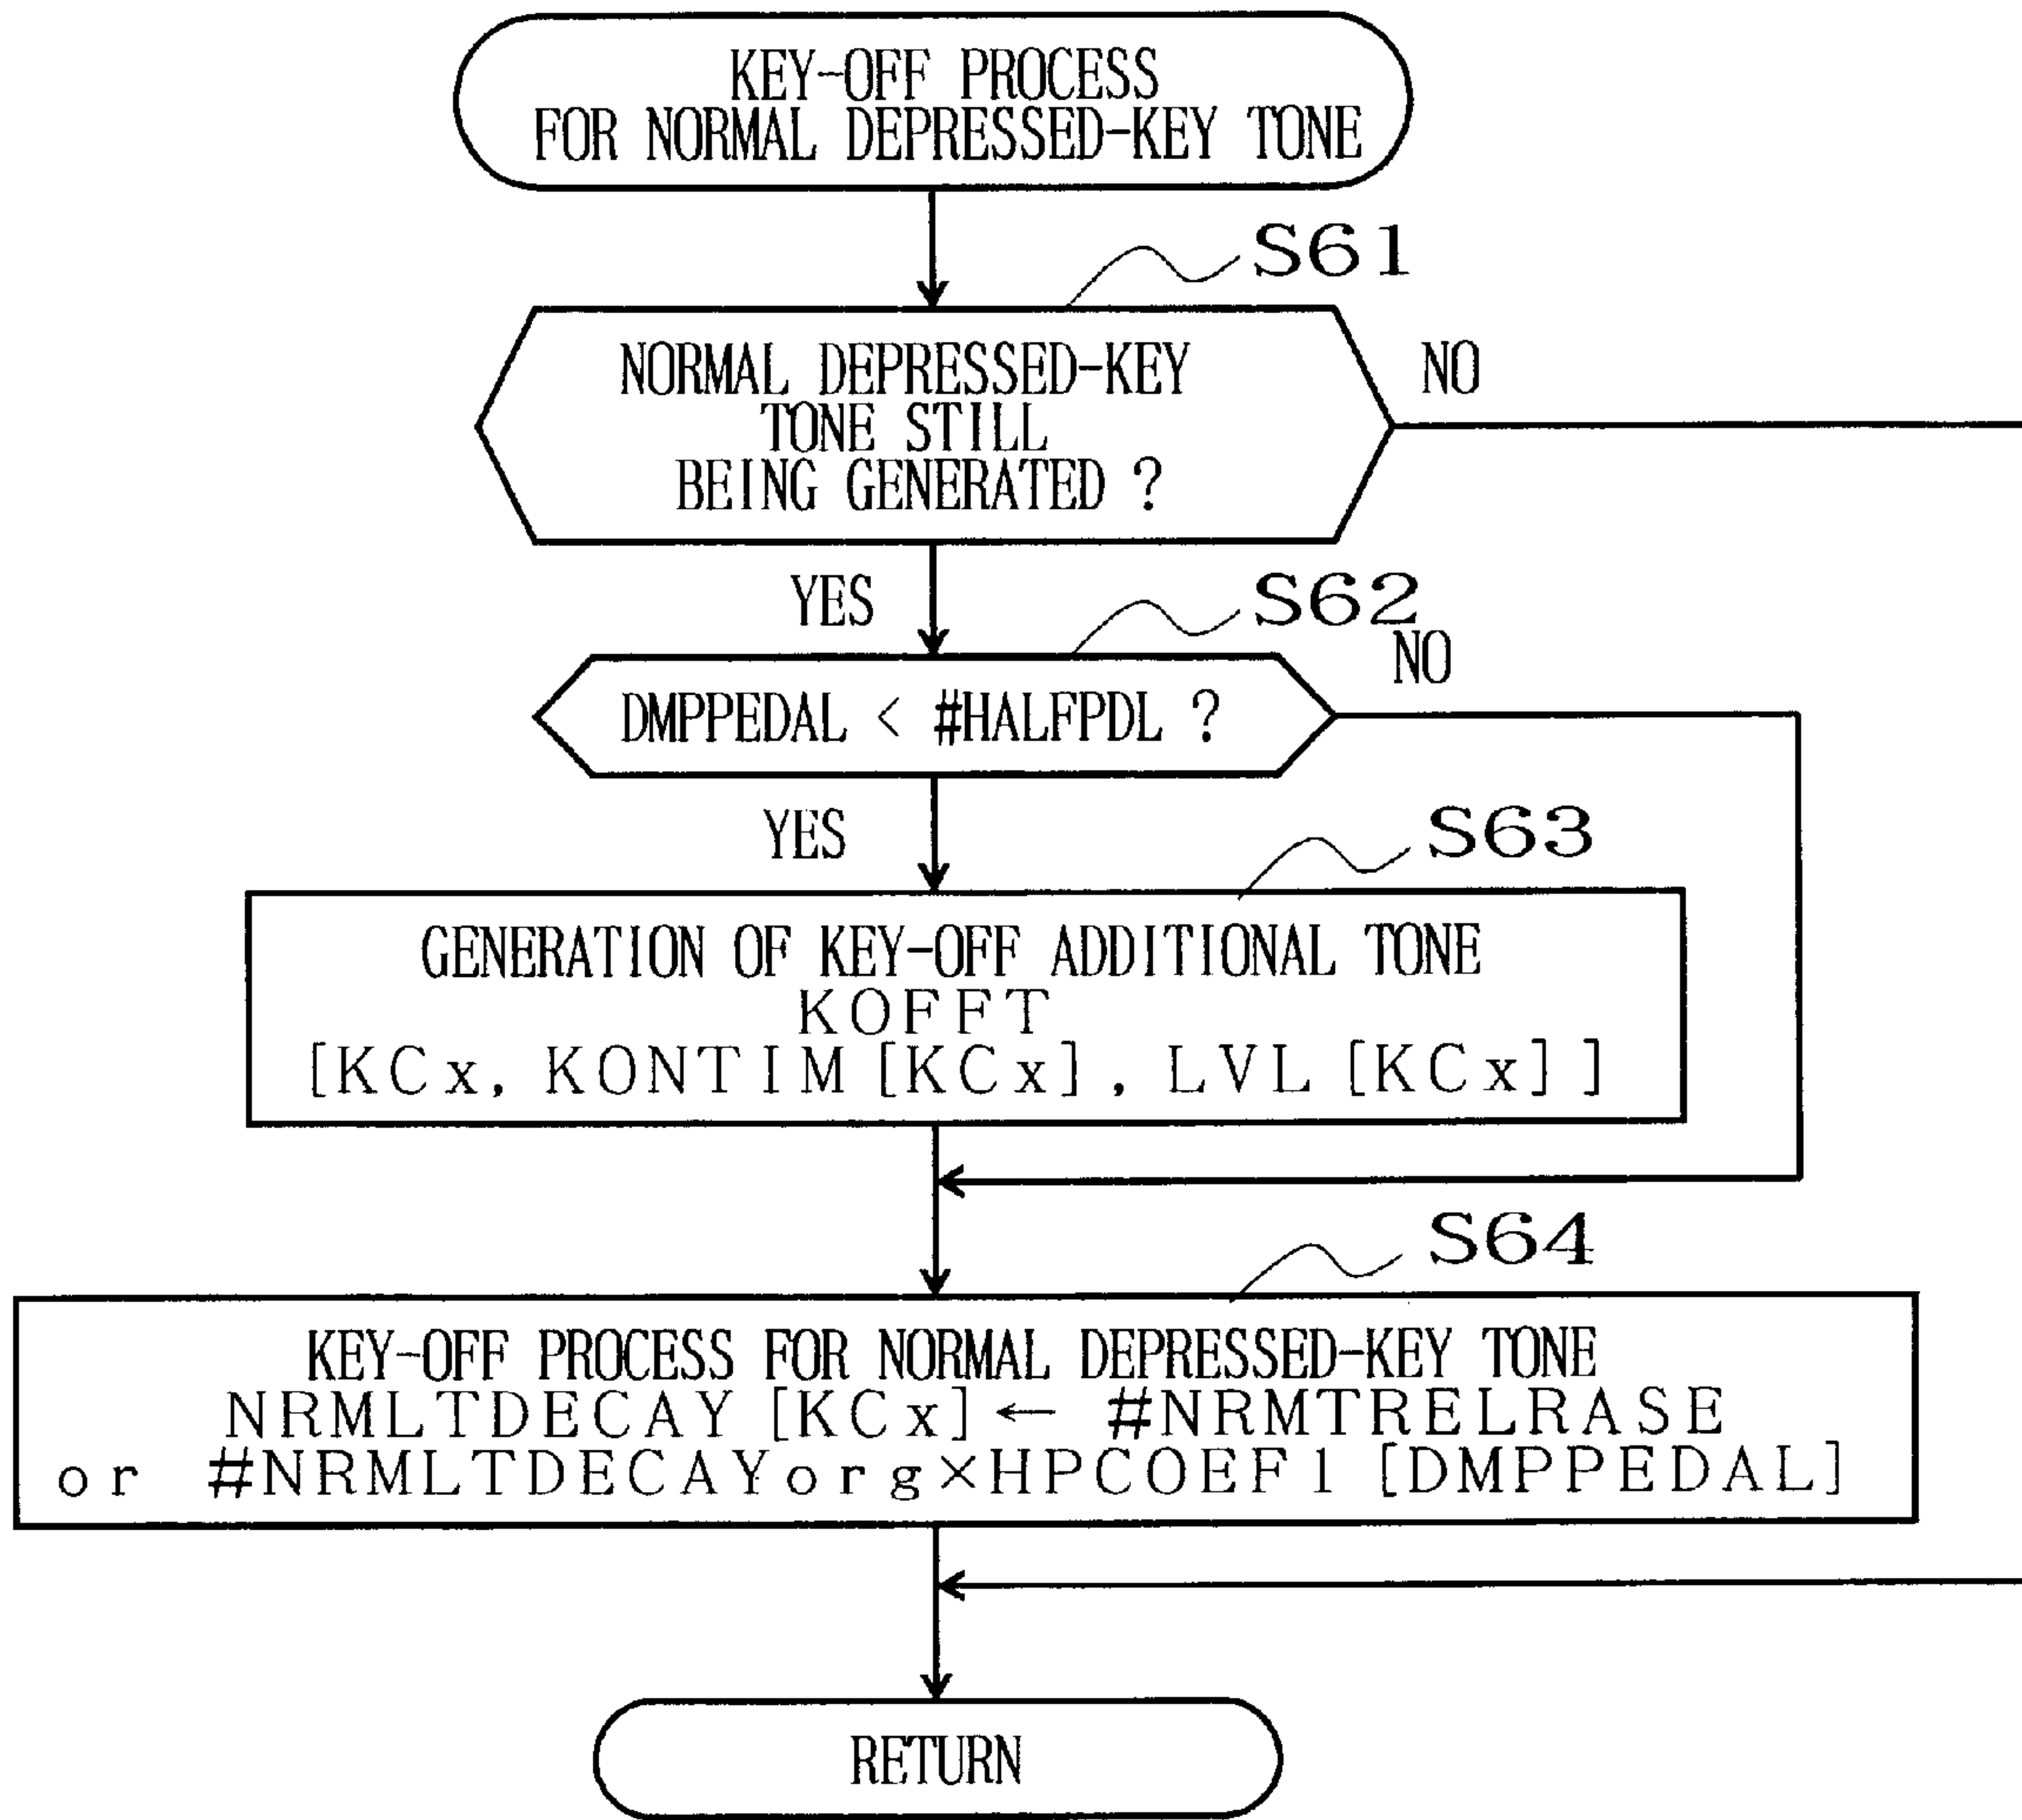 KEY-OFF PROCESS
FOR NORMAL DEPRESSED-KEY TONE
S61
NORMAL DEPRESSED-KEY
TONE STILL
BEING GENERATED ?
NO
YES
S62
NO
DMPPEDAL < #HALFPDL ?
YES
S63
GENERATION OF KEY-OFF ADDITIONAL TONE
KOFFT
[KCx, KONTIM [KCx], LVL [KCx] ]
S64
KEY-OFF PROCESS FOR NORMAL DEPRESSED-KEY TONE
NRMLTDECAY [KCx] ← #NRMTRELRASE
or #NRMLTDECAYorg×HPCOEF1 [DMPPEDAL]
RETURN